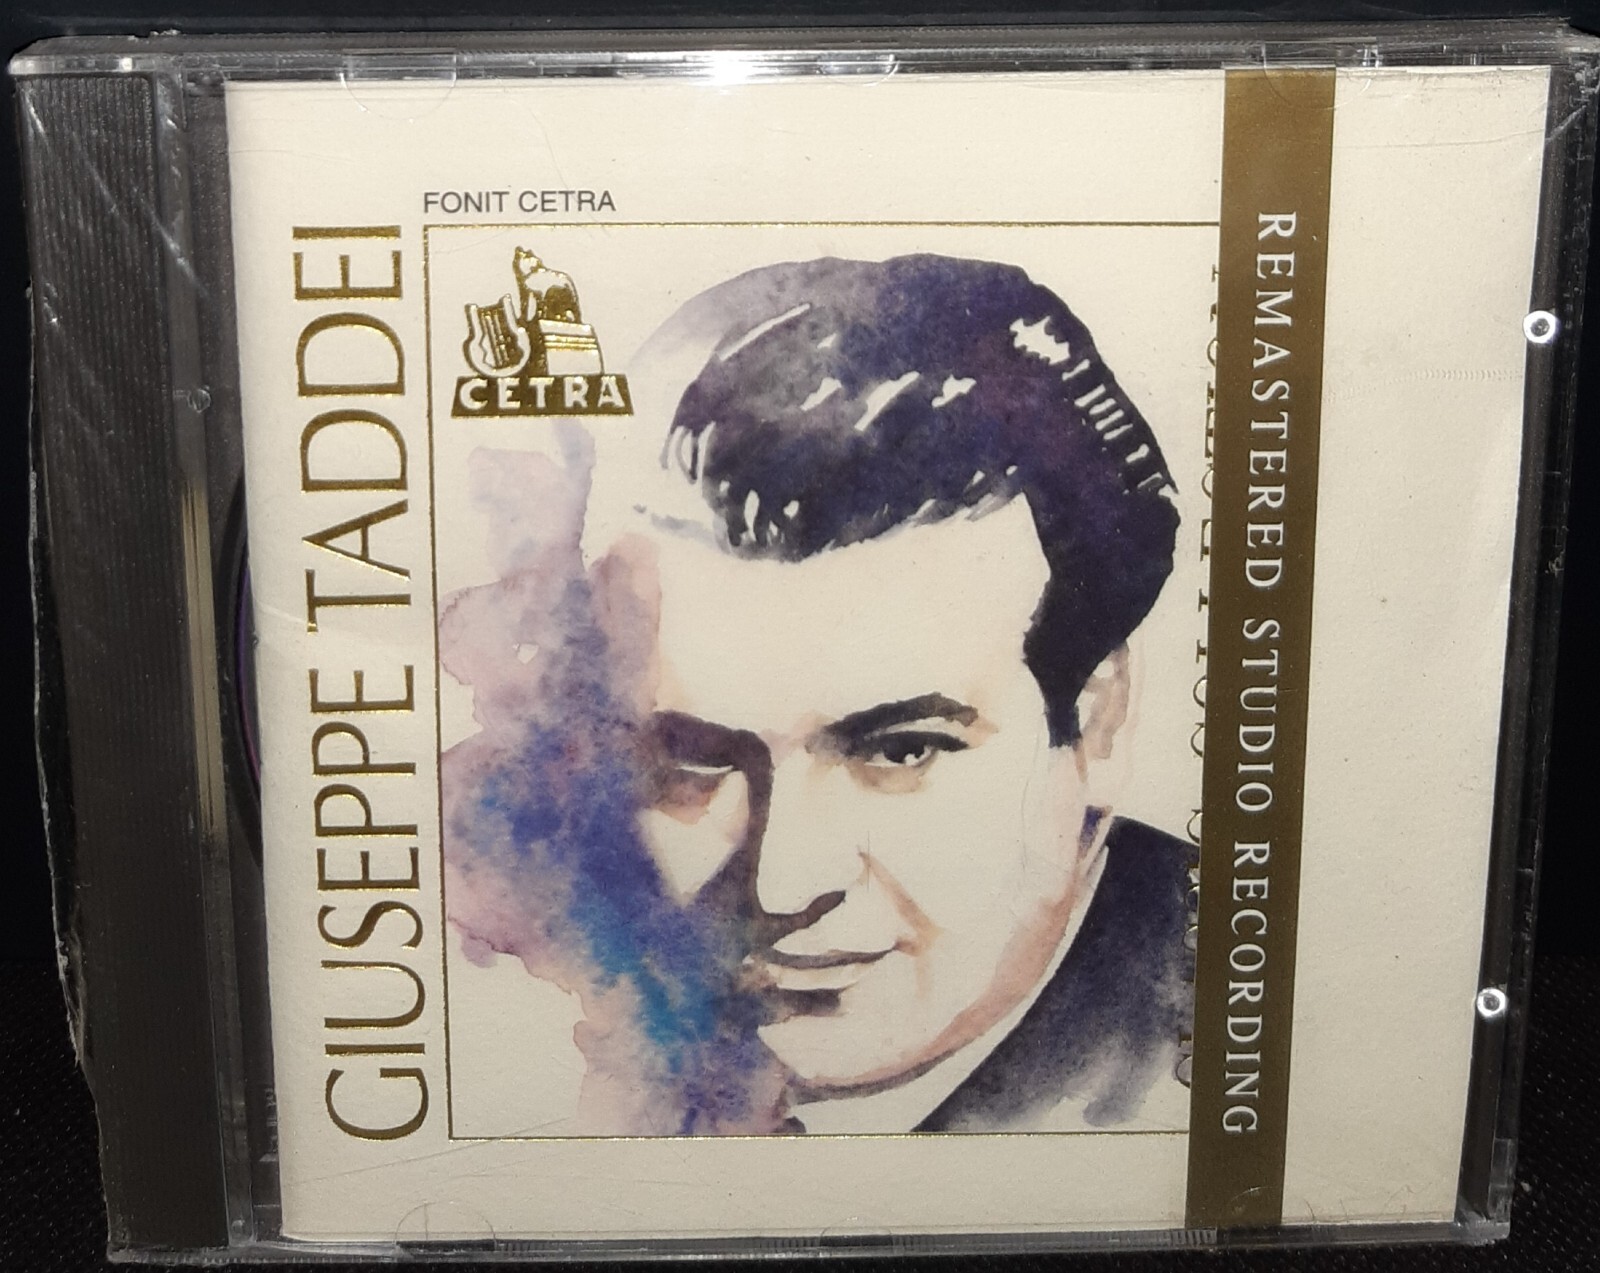 FONIT CETRA
GIUSEPPE TADDEI
CETRA
REMASTERED STUDIO RECORDING